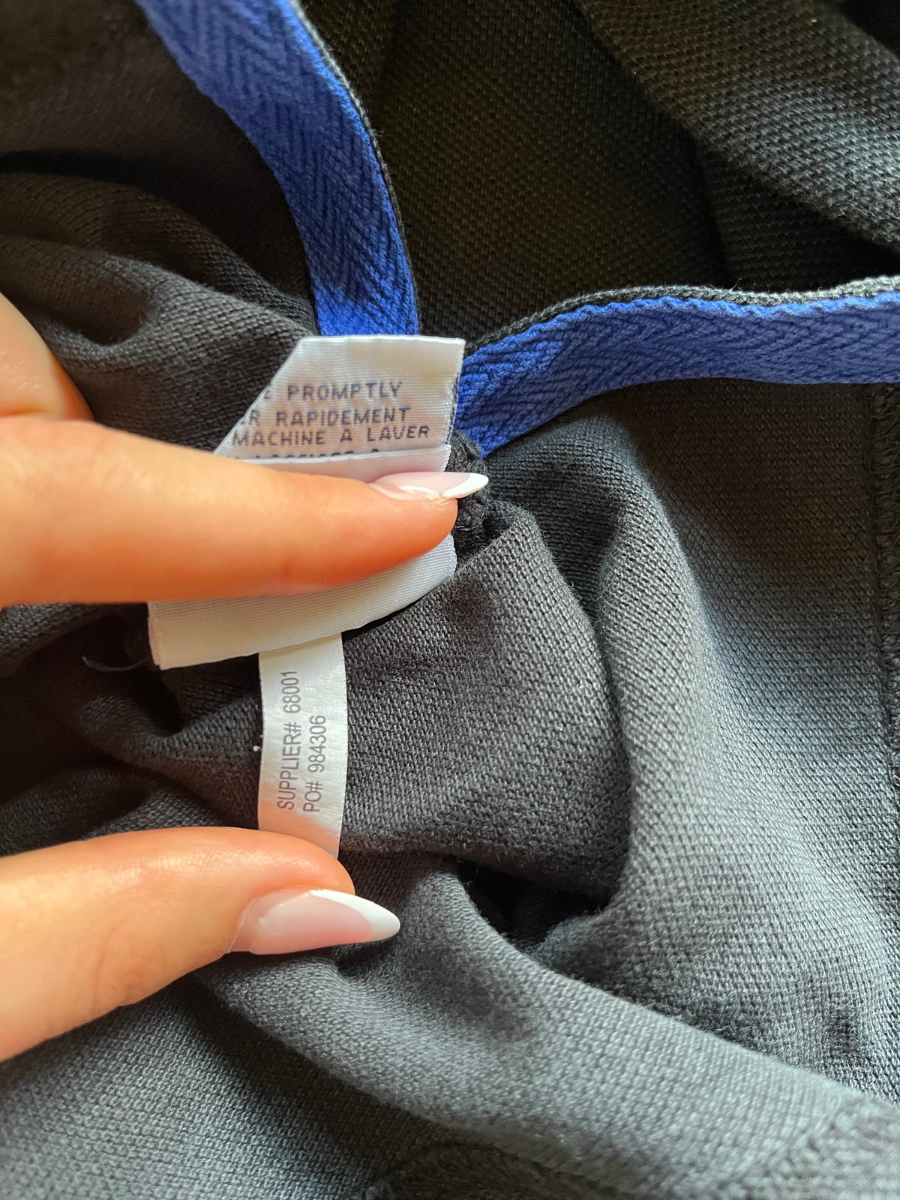 PROMPTLY
RAPIDEMENT
MACHINE A LAVER
SUPPLIER# 68001
PO# 984306